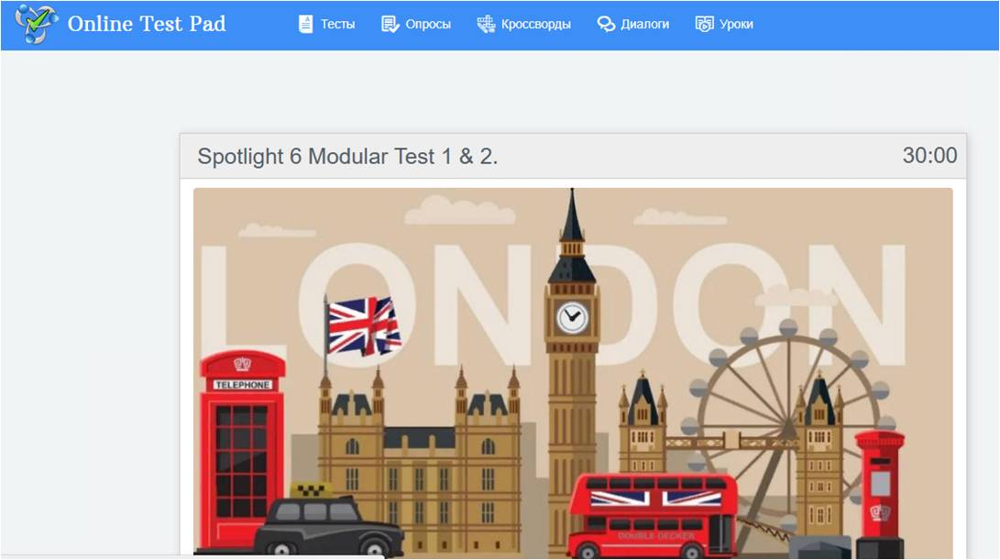 Online Test Pad
Тесты
Опросы
Кроссворды
Диалоги
Уроки
Spotlight 6 Modular Test 1 & 2.
30:00
LONDON
TELEPHONE
DOUBLE DECKER